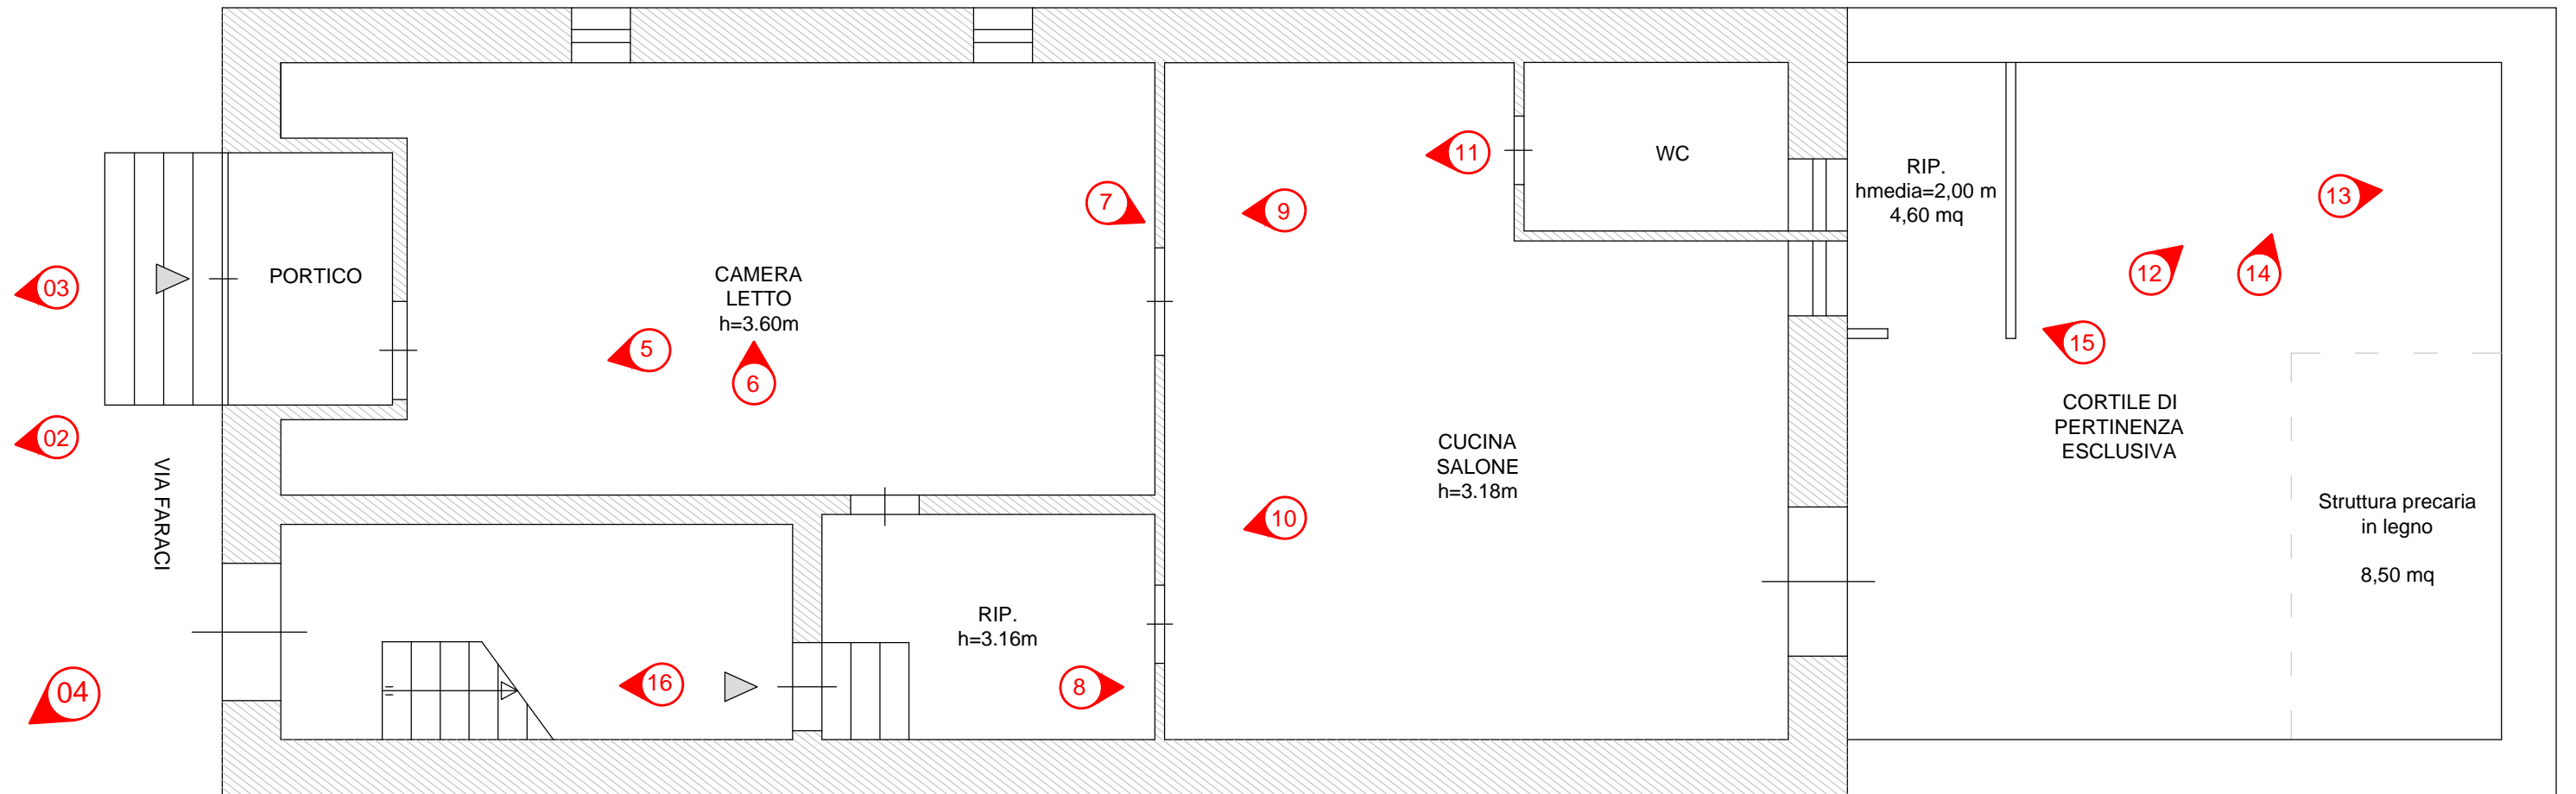 03
02
04
VIA FARACI
PORTICO
CAMERA
LETTO
h=3.60m
5
6
7
16
RIP.
h=3.16m
8
9
10
11
WC
CUCINA
SALONE
h=3.18m
RIP.
hmedia=2,00 m
4,60 mq
12
13
14
15
CORTILE DI
PERTINENZA
ESCLUSIVA
Struttura precaria
in legno
8,50 mq